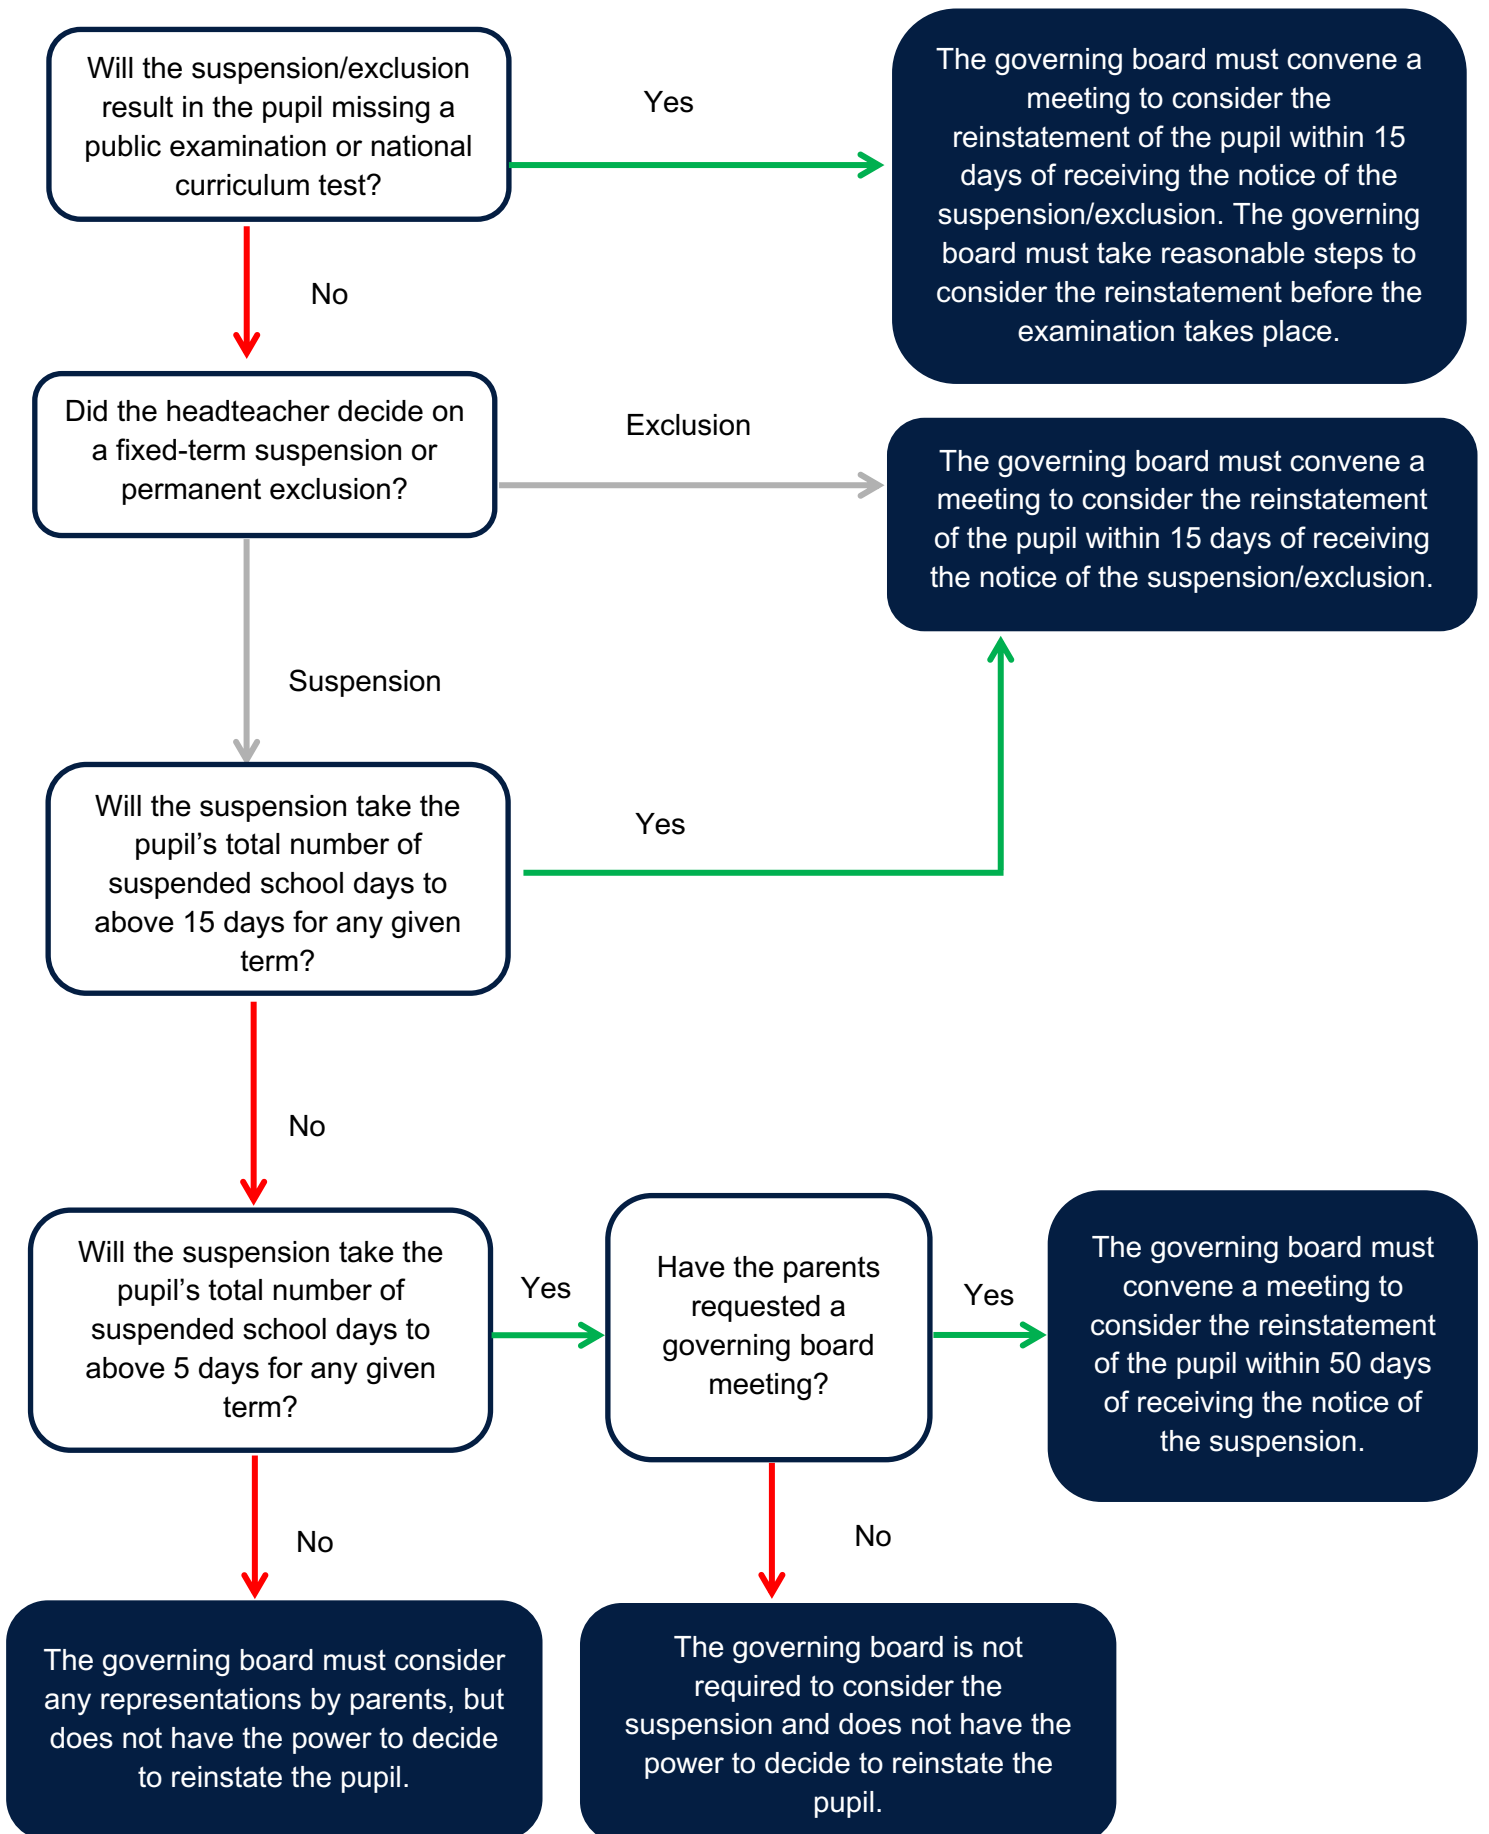 Will the suspension/exclusion
result in the pupil missing a
public examination or national
curriculum test?
Yes
The governing board must convene a
meeting to consider the
reinstatement of the pupil within 15
days of receiving the notice of the
suspension/exclusion. The governing
board must take reasonable steps to
consider the reinstatement before the
examination takes place.
No
Did the headteacher decide on
a fixed-term suspension or
permanent exclusion?
Exclusion
The governing board must convene a
meeting to consider the reinstatement
of the pupil within 15 days of receiving
the notice of the suspension/exclusion.
Suspension
Will the suspension take the
pupil’s total number of
suspended school days to
above 15 days for any given
term?
Yes
No
Will the suspension take the
pupil’s total number of
suspended school days to
above 5 days for any given
term?
Yes
Have the parents
requested a
governing board
meeting?
Yes
The governing board must
convene a meeting to
consider the reinstatement
of the pupil within 50 days
of receiving the notice of
the suspension.
No
No
The governing board must consider
any representations by parents, but
does not have the power to decide
to reinstate the pupil.
The governing board is not
required to consider the
suspension and does not have the
power to decide to reinstate the
pupil.